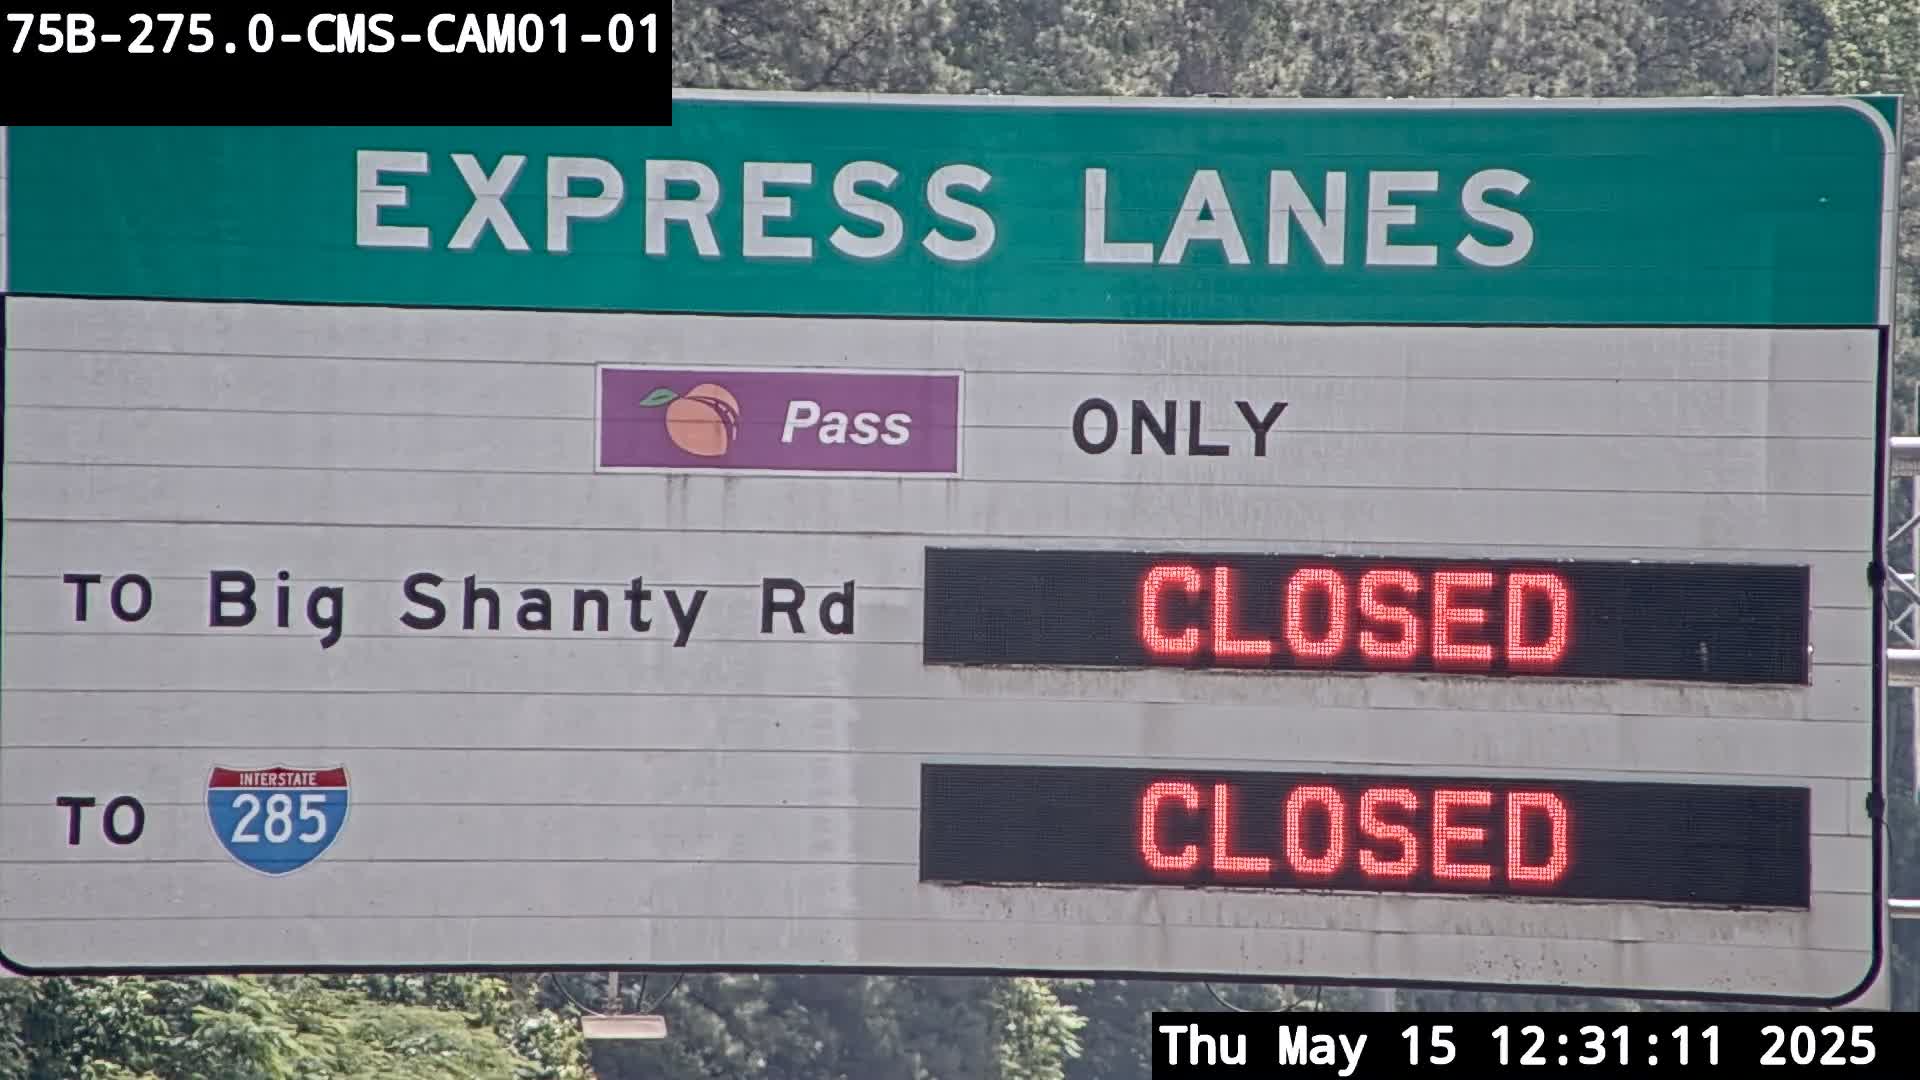 75B-275.0-CMS-CAM01-01
EXPRESS LANES
Pass ONLY
TO Big Shanty Rd CLOSED
TO INTERSTATE 285 CLOSED
Thu May 15 12:31:11 2025